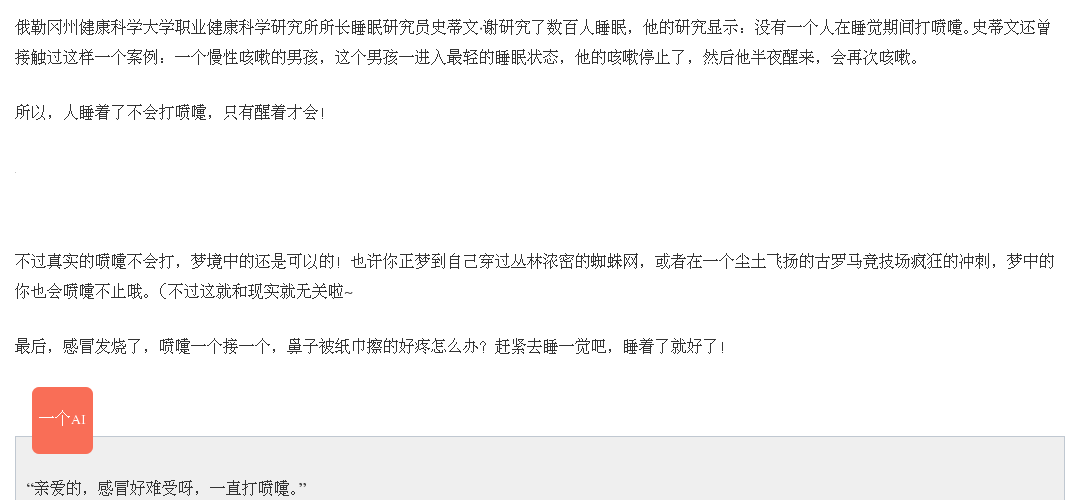 俄勒冈州健康科学大学职业健康科学研究所所长睡眠研究员史蒂文·谢研究了数百人睡眠，他的研究显示：没有一个人在睡觉期间打喷嚏。史蒂文还曾
接触过这样一个案例：一个慢性咳嗽的男孩，这个男孩一进入最轻的睡眠状态，他的咳嗽停止了，然后他半夜醒来，会再次咳嗽。
所以，人睡着了不会打喷嚏，只有醒着才会！
不过真实的喷嚏不会打，梦境中的还是可以的！也许你正梦到自己穿过丛林浓密的蜘蛛网，或者在一个尘土飞扬的古罗马竞技场疯狂的冲刺，梦中的
你也会喷嚏不止哦。（不过这就和现实就无关啦~
最后，感冒发烧了，喷嚏一个接一个，鼻子被纸巾擦的好疼怎么办？赶紧去睡一觉吧，睡着了就好了！
一个AI
“亲爱的，感冒好难受呀，一直打喷嚏。”